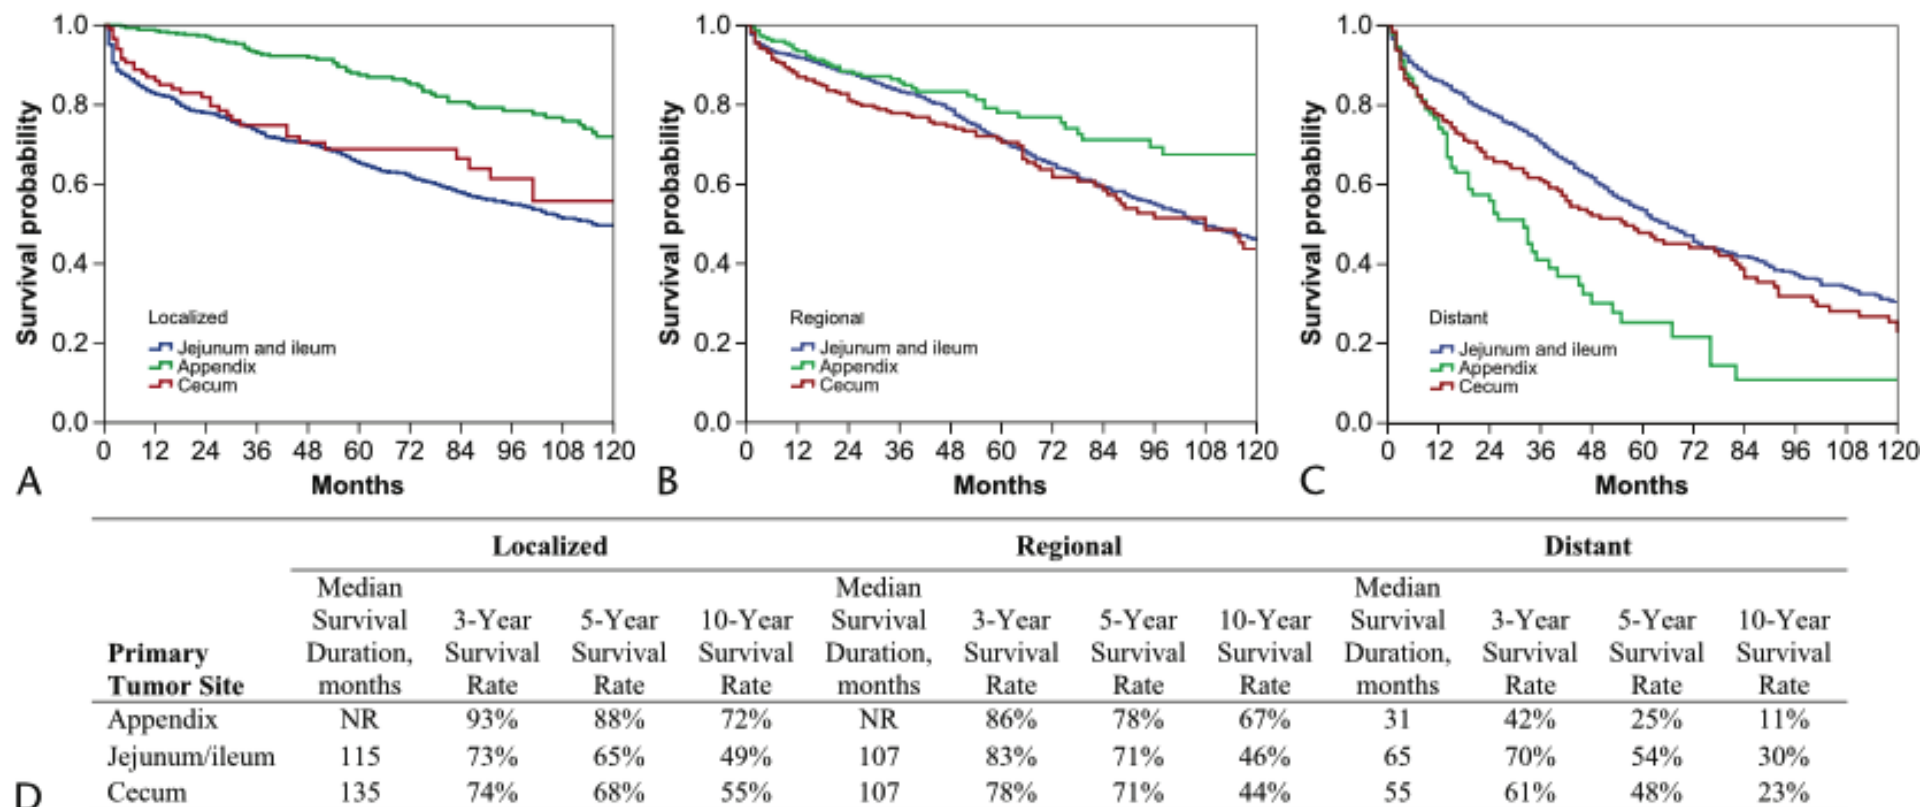 1.0
0.8
0.6
0.4
0.2
0.0
Survival probability
Localized
Jejunum and ileum
Appendix
Cecum
0 12 24 36 48 60 72 84 96 108 120
Months
A
1.0
0.8
0.6
0.4
0.2
0.0
Survival probability
Regional
Jejunum and ileum
Appendix
Cecum
0 12 24 36 48 60 72 84 96 108 120
Months
B
1.0
0.8
0.6
0.4
0.2
0.0
Survival probability
Distant
Jejunum and ileum
Appendix
Cecum
0 12 24 36 48 60 72 84 96 108 120
Months
C
Localized Regional Distant
Median Median Median
Survival 3-Year 5-Year 10-Year Survival 3-Year 5-Year 10-Year Survival 3-Year 5-Year 10-Year
Primary Duration, Survival Survival Survival Duration, Survival Survival Survival Duration, Survival Survival Survival
Tumor Site months Rate Rate Rate months Rate Rate Rate months Rate Rate Rate
Appendix NR 93% 88% 72% NR 86% 78% 67% 31 42% 25% 11%
Jejunum/ileum 115 73% 65% 49% 107 83% 71% 46% 65 70% 54% 30%
Cecum 135 74% 68% 55% 107 78% 71% 44% 55 61% 48% 23%
D